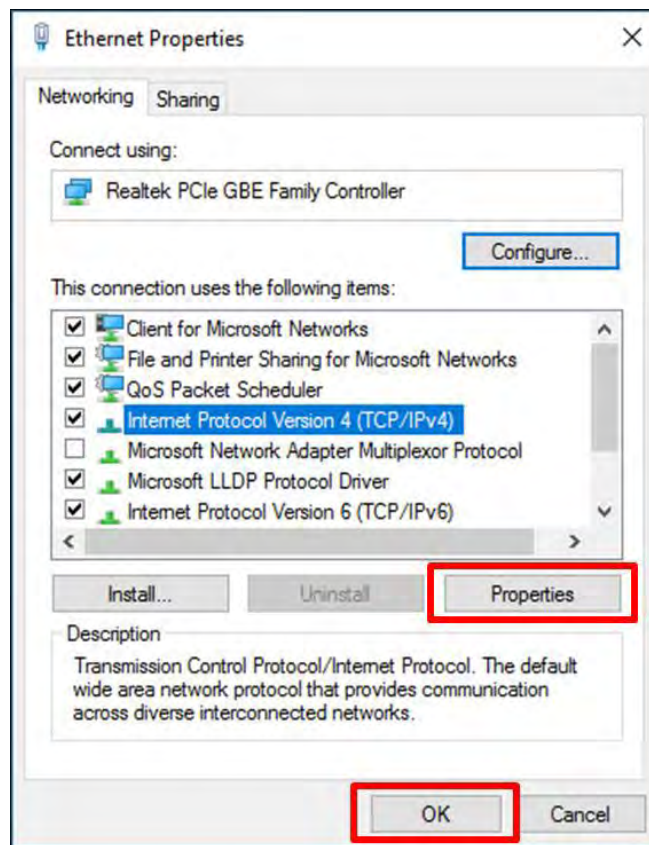 Ethernet Properties
Networking
Sharing
Connect using:
Realtek PCIe GBE Family Controller
Configure...
This connection uses the following items:
Client for Microsoft Networks
File and Printer Sharing for Microsoft Networks
QoS Packet Scheduler
Internet Protocol Version 4 (TCP/IPv4)
Microsoft Network Adapter Multiplexor Protocol
Microsoft LLDP Protocol Driver
Internet Protocol Version 6 (TCP/IPv6)
Install...
Uninstall
Properties
Description
Transmission Control Protocol/Internet Protocol. The default
wide area network protocol that provides communication
across diverse interconnected networks.
OK
Cancel